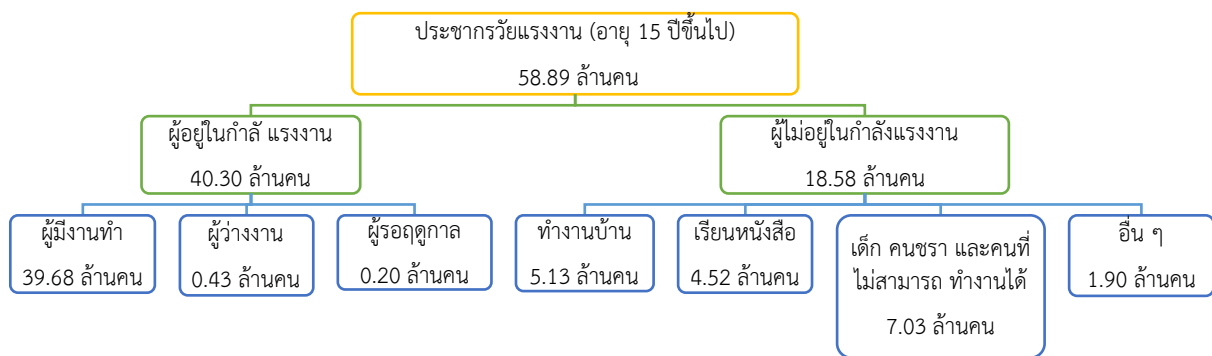 ประชากรวัยแรงงาน (อายุ 15 ปีขึ้นไป)
58.89 ล้านคน
ผู้อยู่ในกำลั แรงงาน
40.30 ล้านคน
ผู้ไม่อยู่ในกำลังแรงงาน
18.58 ล้านคน
ผู้มีงานทำ
39.68 ล้านคน
ผู้ว่างงาน
0.43 ล้านคน
ผู้รอฤดูกาล
0.20 ล้านคน
ทำงานบ้าน
5.13 ล้านคน
เรียนหนังสือ
4.52 ล้านคน
เด็ก คนชรา และคนที่
ไม่สามารถ ทำงานได้
7.03 ล้านคน
อื่น ๆ
1.90 ล้านคน